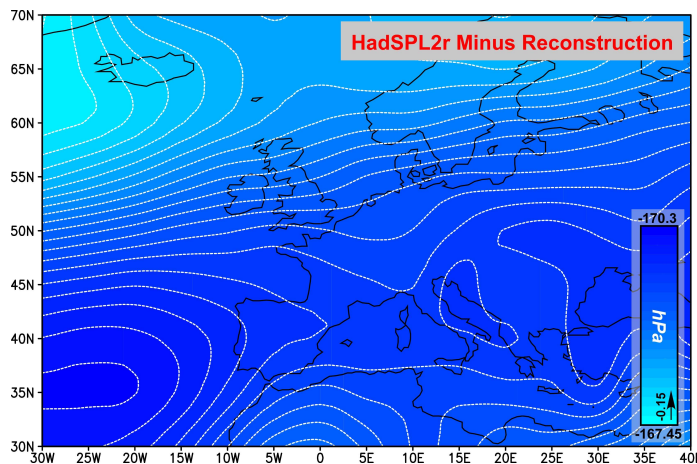 70N
HadSPL2r Minus Reconstruction
65N
60N
55N
50N
-170.3
45N
hPa
40N
35N
-0.15
-167.45
30N
30W 25W 20W 15W 10W 5W 0 5E 10E 15E 20E 25E 30E 35E 40E